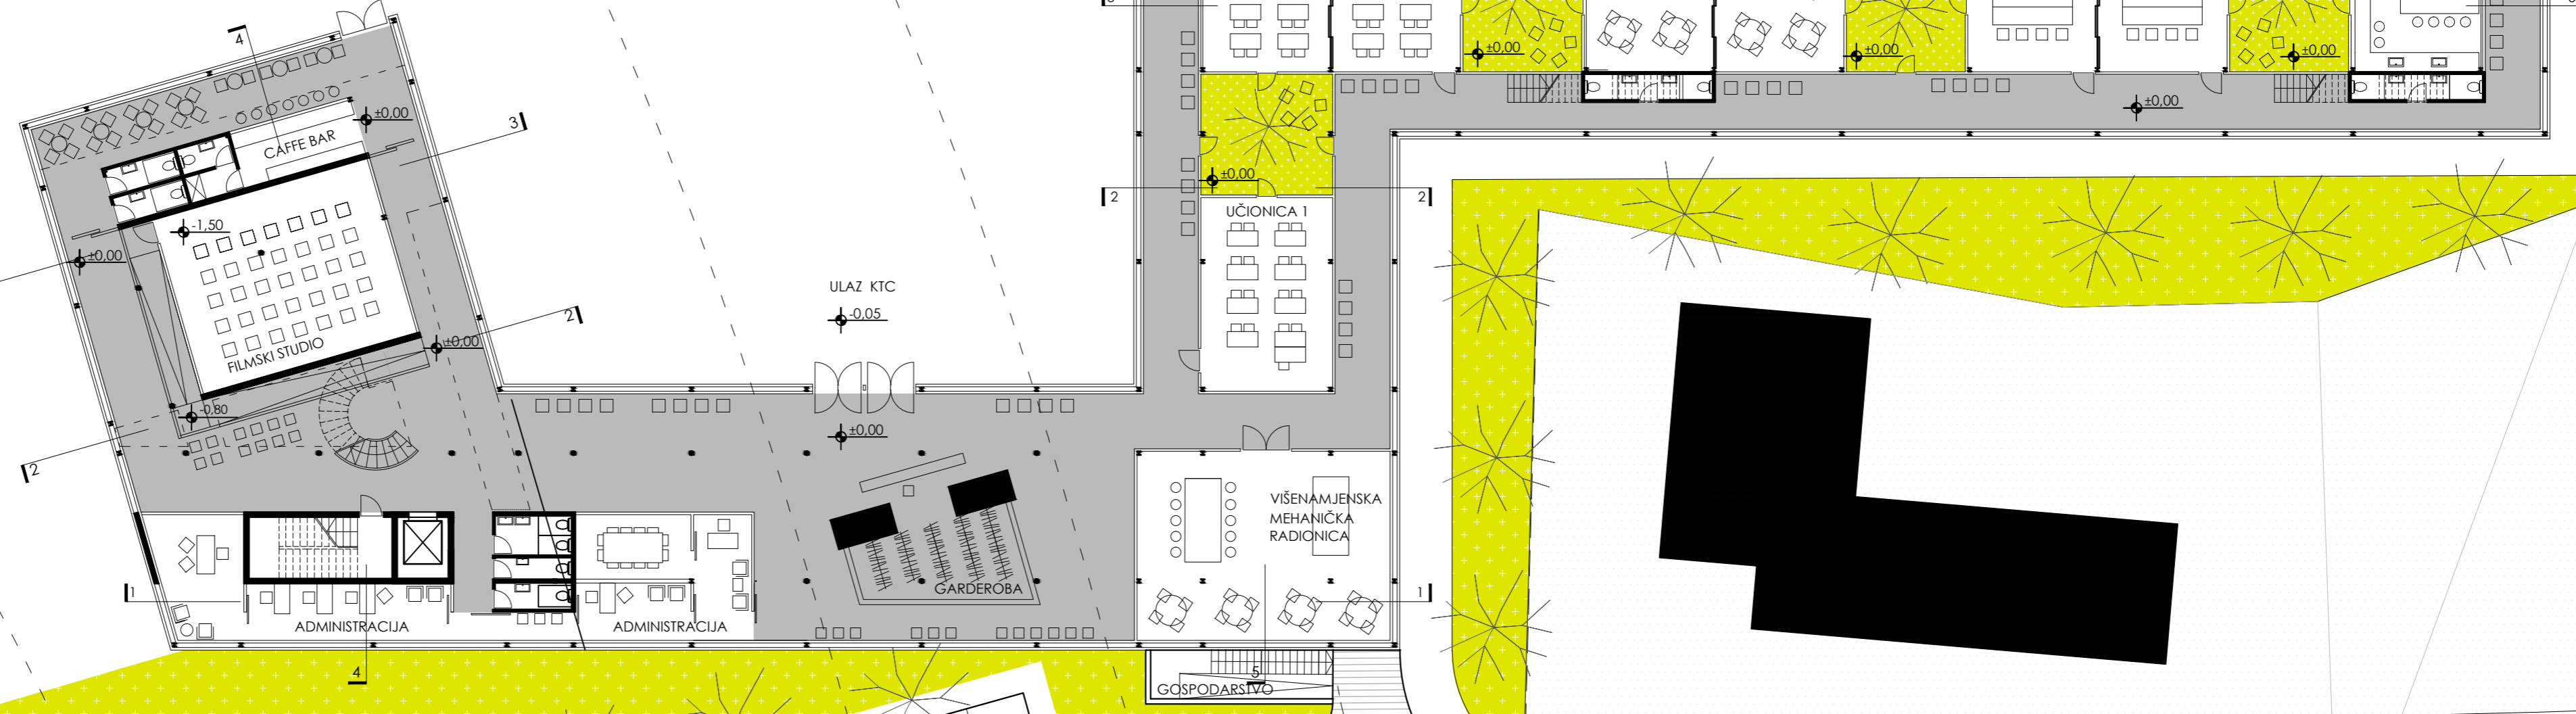 4
±0,00
±0,00
±0,00
±0,00
±0,00
3
CAFFE BAR
±0,00
2
2
UČIONICA 1
-1,50
±0,00
ULAZ KTC
-0,05
2
±0,00
FILMSKI STUDIO
-0,80
±0,00
2
VIŠENAMJENSKA
MEHANIČKA
RADIONICA
GARDEROBA
1
1
ADMINISTRACIJA
ADMINISTRACIJA
4
5
GOSPODARSTVO